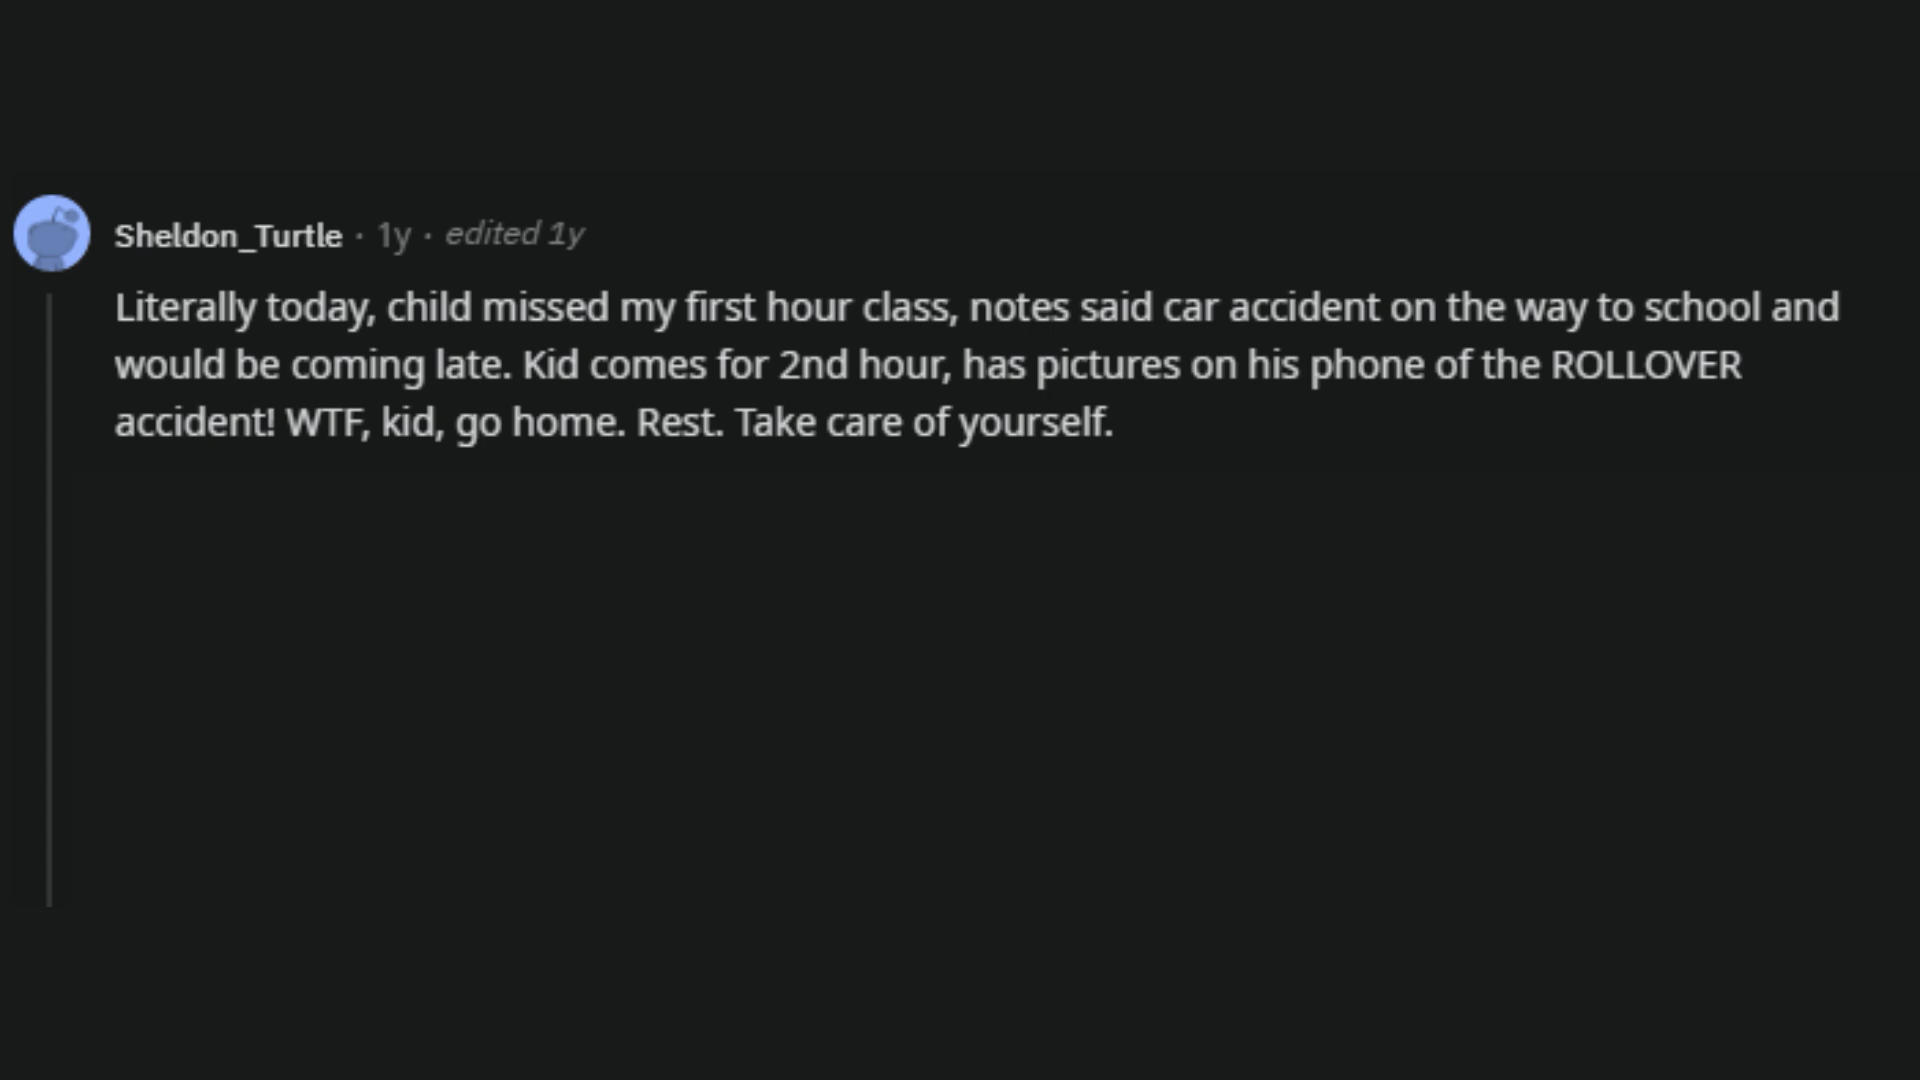 Sheldon_Turtle · 1y · edited 1y
Literally today, child missed my first hour class, notes said car accident on the way to school and
would be coming late. Kid comes for 2nd hour, has pictures on his phone of the ROLLOVER
accident! WTF, kid, go home. Rest. Take care of yourself.